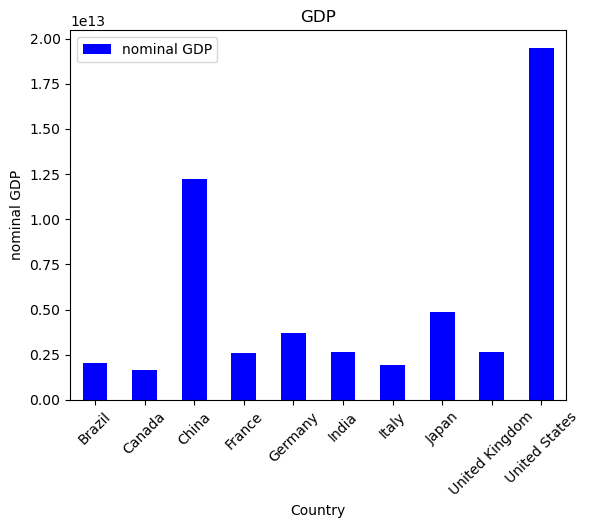 GDP
1e13
nominal GDP
2.00
1.75
1.50
1.25
1.00
0.75
0.50
0.25
0.00
nominal GDP
Brazil
Canada
China
France
Germany
India
Italy
Japan
United Kingdom
United States
Country